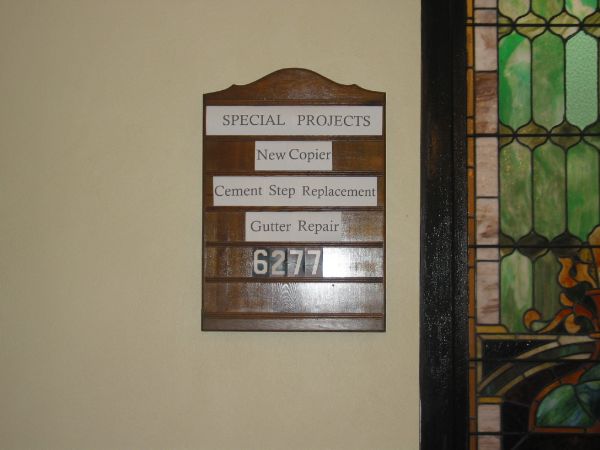 SPECIAL PROJECTS
New Copier
Cement Step Replacement
Gutter Repair
6277